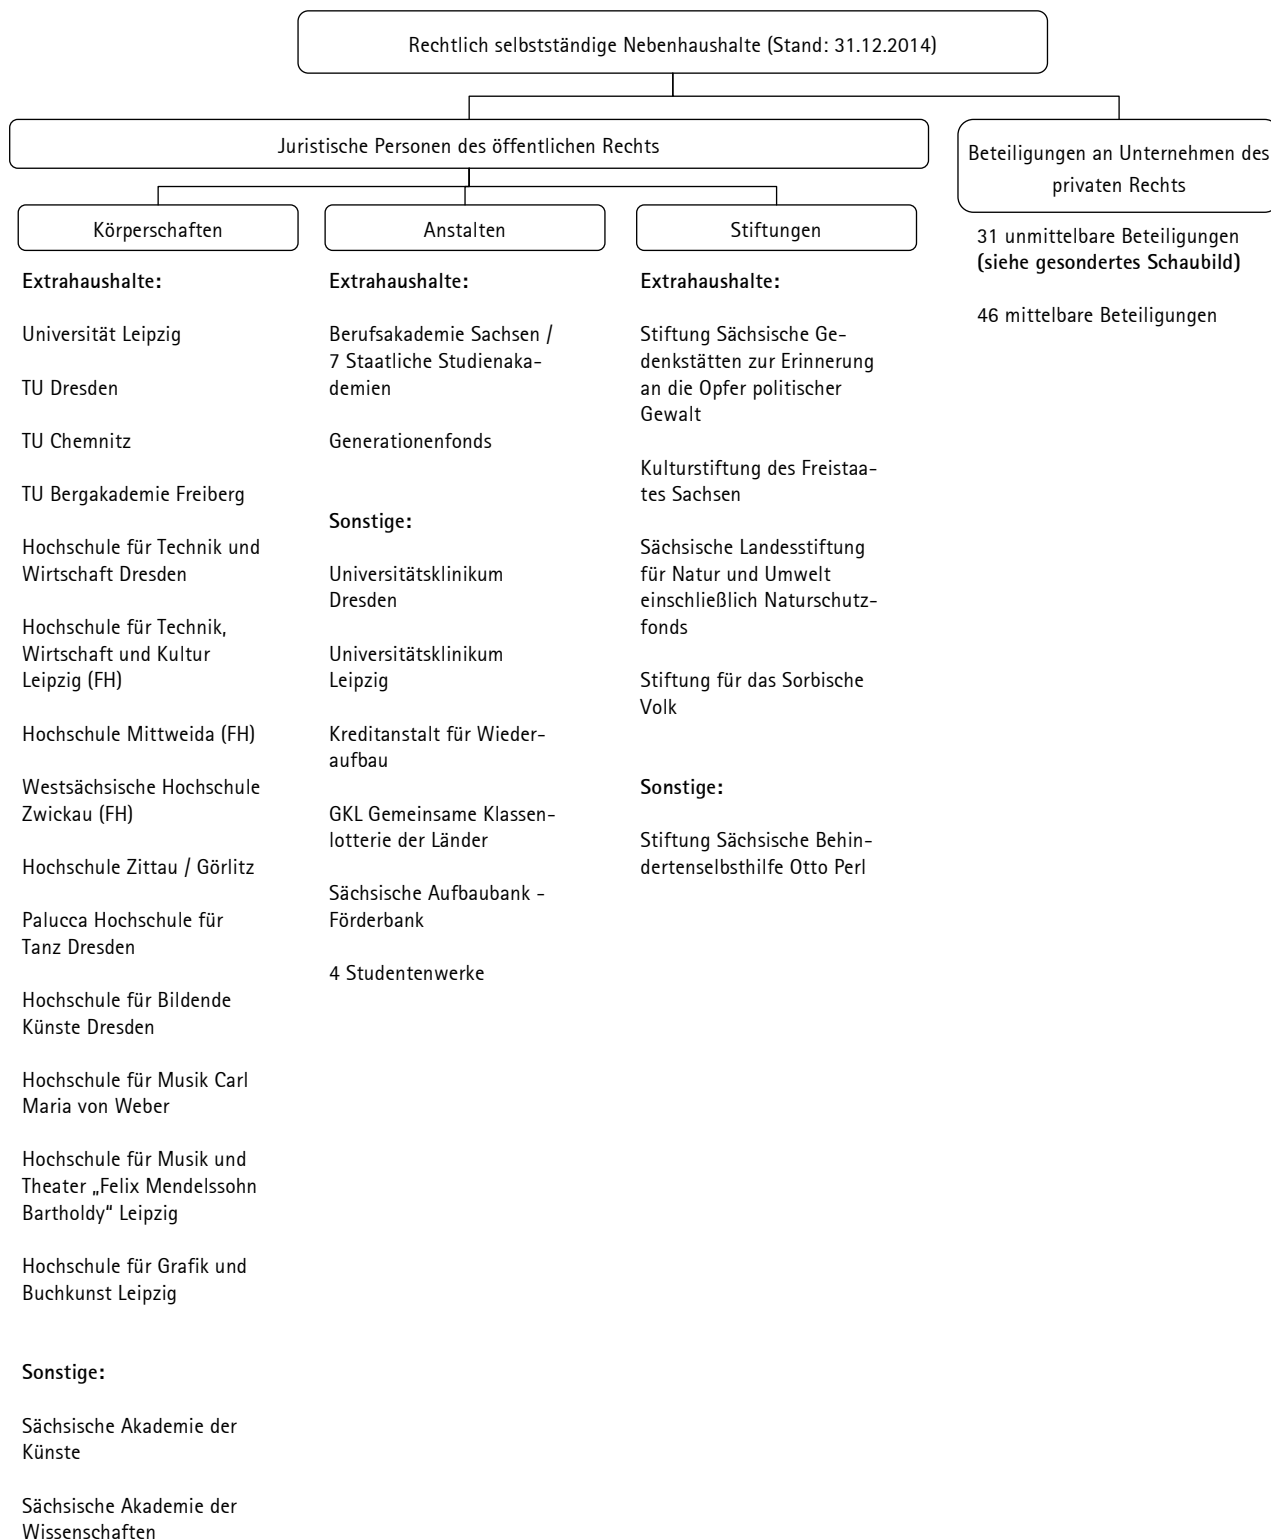 Rechtlich selbstständige Nebenhaushalte (Stand: 31.12.2014)
Juristische Personen des öffentlichen Rechts
Beteiligungen an Unternehmen des
privaten Rechts
31 unmittelbare Beteiligungen
(siehe gesondertes Schaubild)
46 mittelbare Beteiligungen
Körperschaften
Extrahaushalte:
Universität Leipzig
TU Dresden
TU Chemnitz
TU Bergakademie Freiberg
Hochschule für Technik und
Wirtschaft Dresden
Hochschule für Technik,
Wirtschaft und Kultur
Leipzig (FH)
Hochschule Mittweida (FH)
Westsächsische Hochschule
Zwickau (FH)
Hochschule Zittau / Görlitz
Palucca Hochschule für
Tanz Dresden
Hochschule für Bildende
Künste Dresden
Hochschule für Musik Carl
Maria von Weber
Hochschule für Musik und
Theater „Felix Mendelssohn
Bartholdy" Leipzig
Hochschule für Grafik und
Buchkunst Leipzig
Sonstige:
Sächsische Akademie der
Künste
Sächsische Akademie der
Wissenschaften
Anstalten
Extrahaushalte:
Berufsakademie Sachsen /
7 Staatliche Studienaka-
demien
Generationenfonds
Sonstige:
Universitätsklinikum
Dresden
Universitätsklinikum
Leipzig
Kreditanstalt für Wieder-
aufbau
GKL Gemeinsame Klassen-
lotterie der Länder
Sächsische Aufbaubank -
Förderbank
4 Studentenwerke
Stiftungen
Extrahaushalte:
Stiftung Sächsische Ge-
denkstätten zur Erinnerung
an die Opfer politischer
Gewalt
Kulturstiftung des Freistaa-
tes Sachsen
Sächsische Landesstiftung
für Natur und Umwelt
einschließlich Naturschutz-
fonds
Stiftung für das Sorbische
Volk
Sonstige:
Stiftung Sächsische Behin-
dertenselbsthilfe Otto Perl